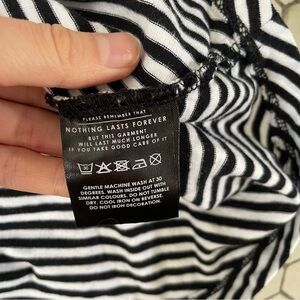 PLEASE REMEMBER THAT
NOTHING LASTS FOREVER
BUT THIS GARMENT
WILL LAST MUCH LONGER
IF YOU TAKE GOOD CARE OF IT
GENTLE MACHINE WASH AT 30
DEGREES. WASH INSIDE OUT WITH
SIMILAR COLOURS. DO NOT TUMBLE
DRY. COOL IRON ON REVERSE.
DO NOT IRON DECORATION.